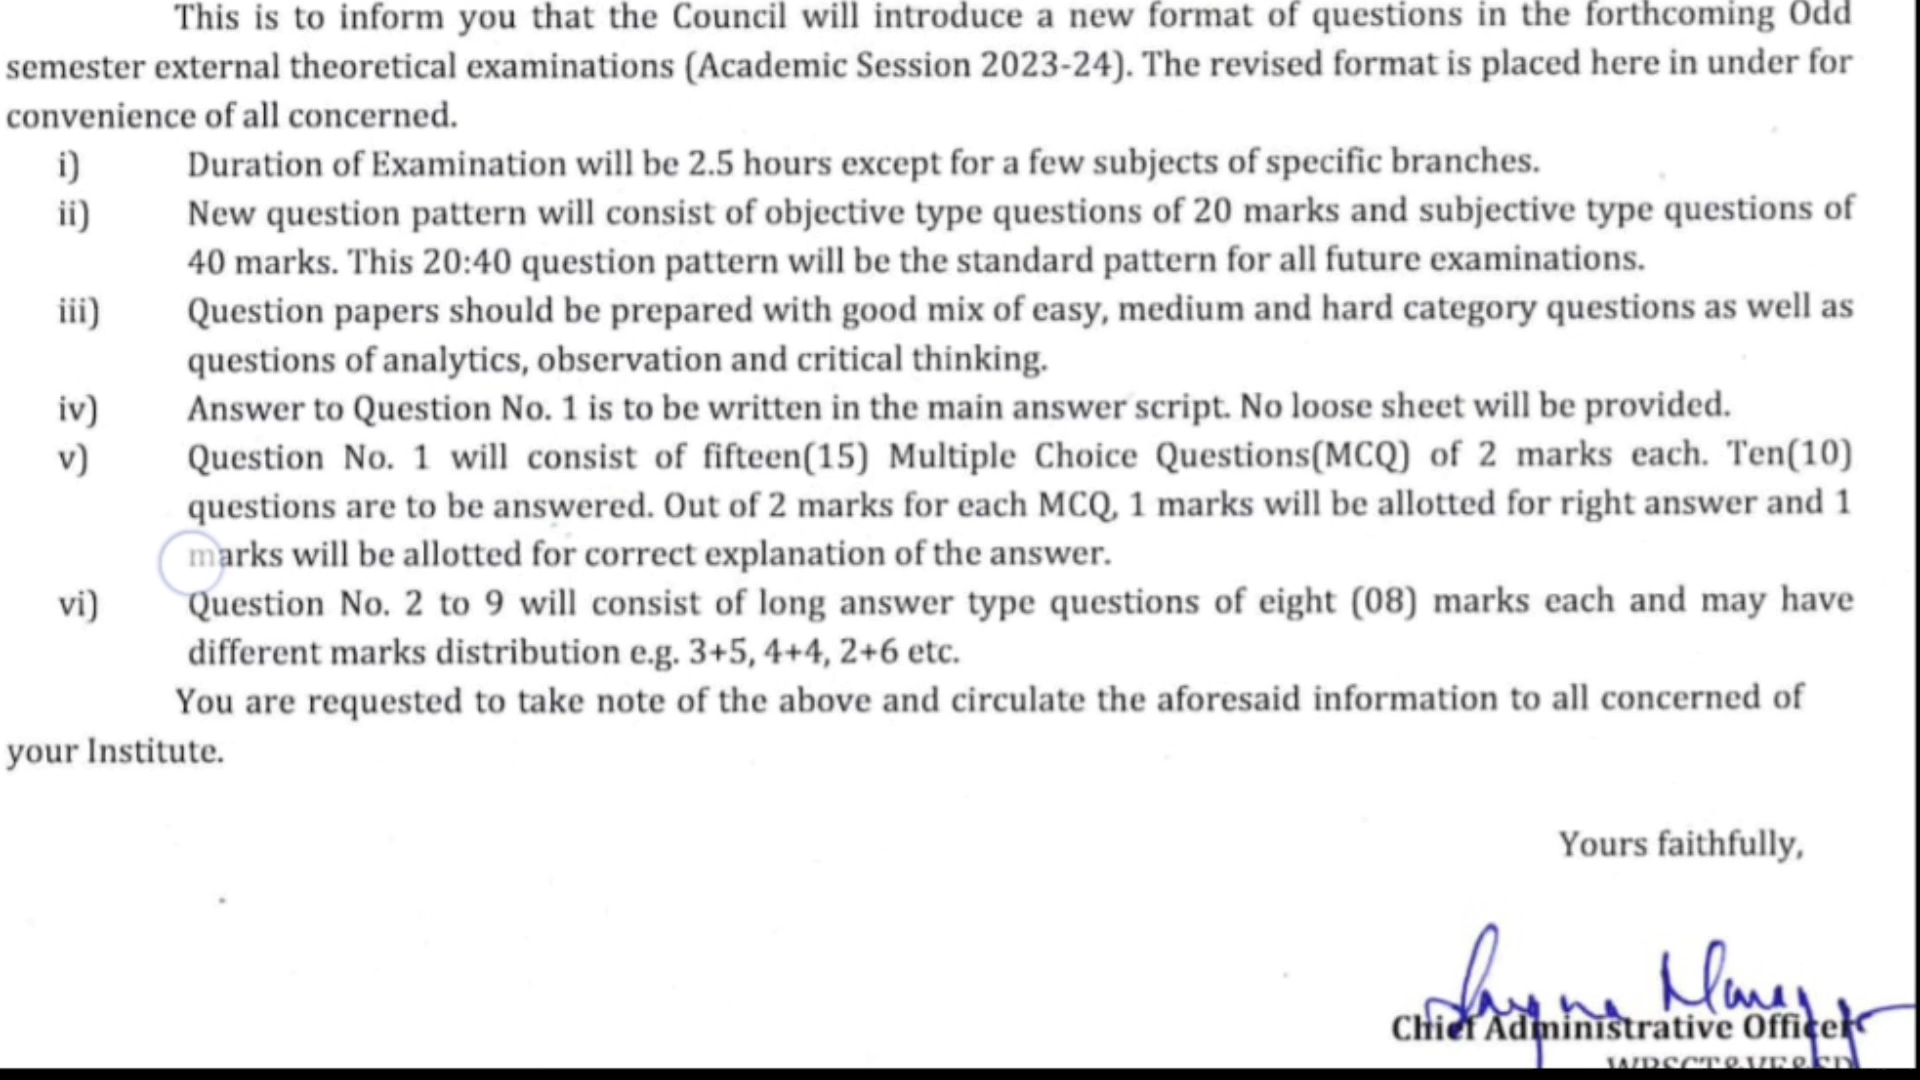 This is to inform you that the Council will introduce a new format of questions in the forthcoming Odd
semester external theoretical examinations (Academic Session 2023-24). The revised format is placed here in under for
convenience of all concerned.
i) Duration of Examination will be 2.5 hours except for a few subjects of specific branches.
ii) New question pattern will consist of objective type questions of 20 marks and subjective type questions of
40 marks. This 20:40 question pattern will be the standard pattern for all future examinations.
iii) Question papers should be prepared with good mix of easy, medium and hard category questions as well as
questions of analytics, observation and critical thinking.
iv) Answer to Question No. 1 is to be written in the main answer script. No loose sheet will be provided.
v) Question No. 1 will consist of fifteen(15) Multiple Choice Questions(MCQ) of 2 marks each. Ten(10)
questions are to be answered. Out of 2 marks for each MCQ, 1 marks will be allotted for right answer and 1
marks will be allotted for correct explanation of the answer.
vi) Question No. 2 to 9 will consist of long answer type questions of eight (08) marks each and may have
different marks distribution e.g. 3+5, 4+4, 2+6 etc.
You are requested to take note of the above and circulate the aforesaid information to all concerned of
your Institute.
Yours faithfully,
Chief Administrative Officer
WBSCT&VE&SD